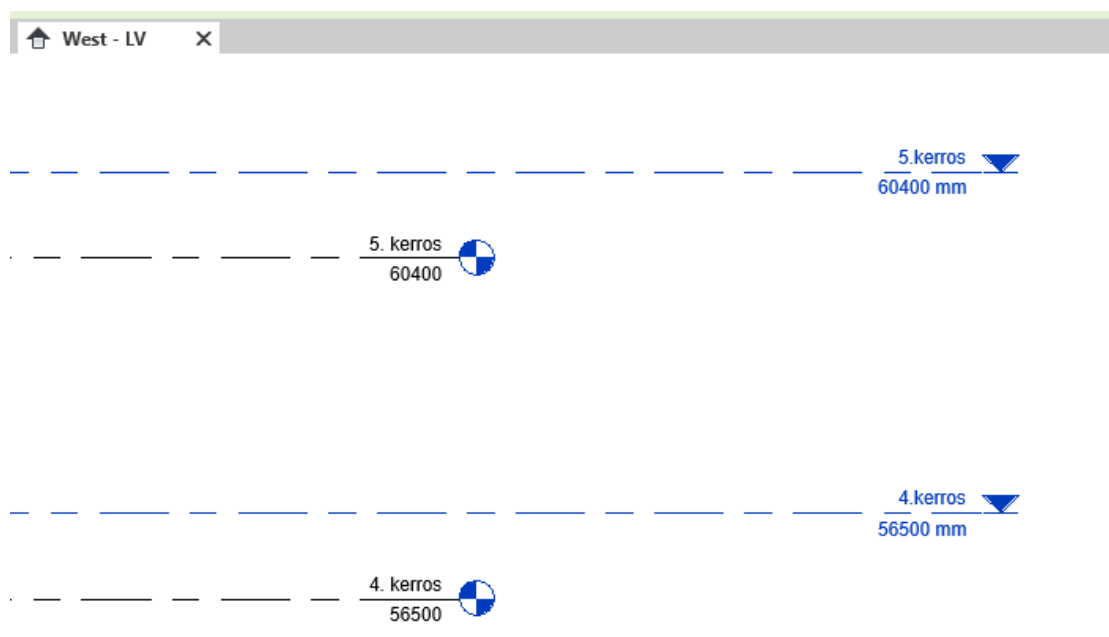 West - LV
5.kerros
60400 mm
5. kerros
60400
4.kerros
56500 mm
4. kerros
56500